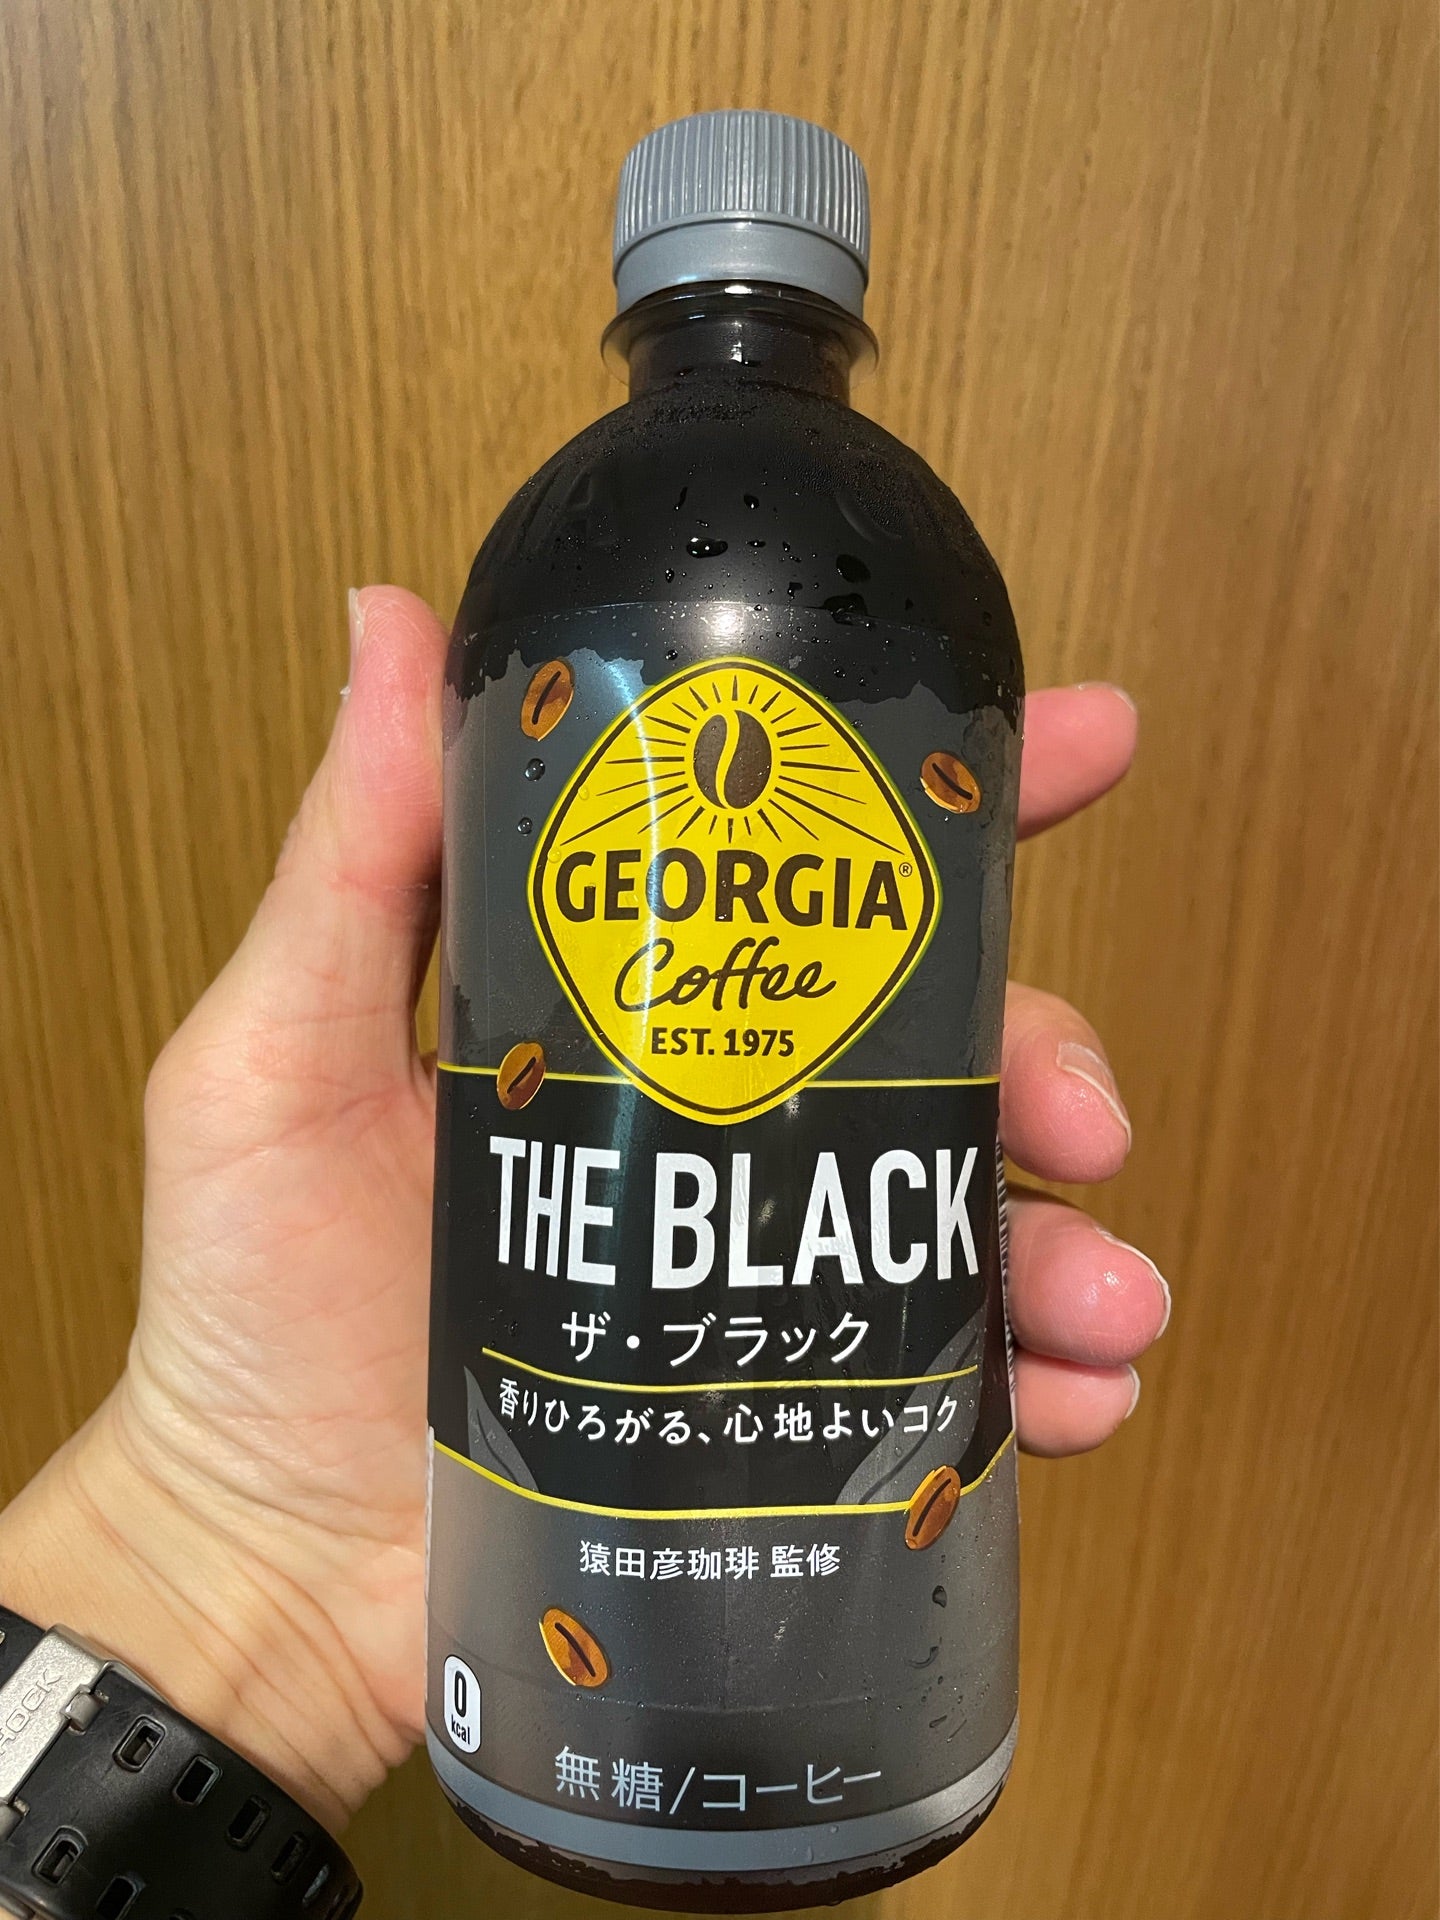 GEORGIA®
Coffee
EST. 1975
THE BLACK
ザ・ブラック
香りひろがる、心地よいコク
猿田彦珈琲 監修
0
kcal
無糖/コーヒー